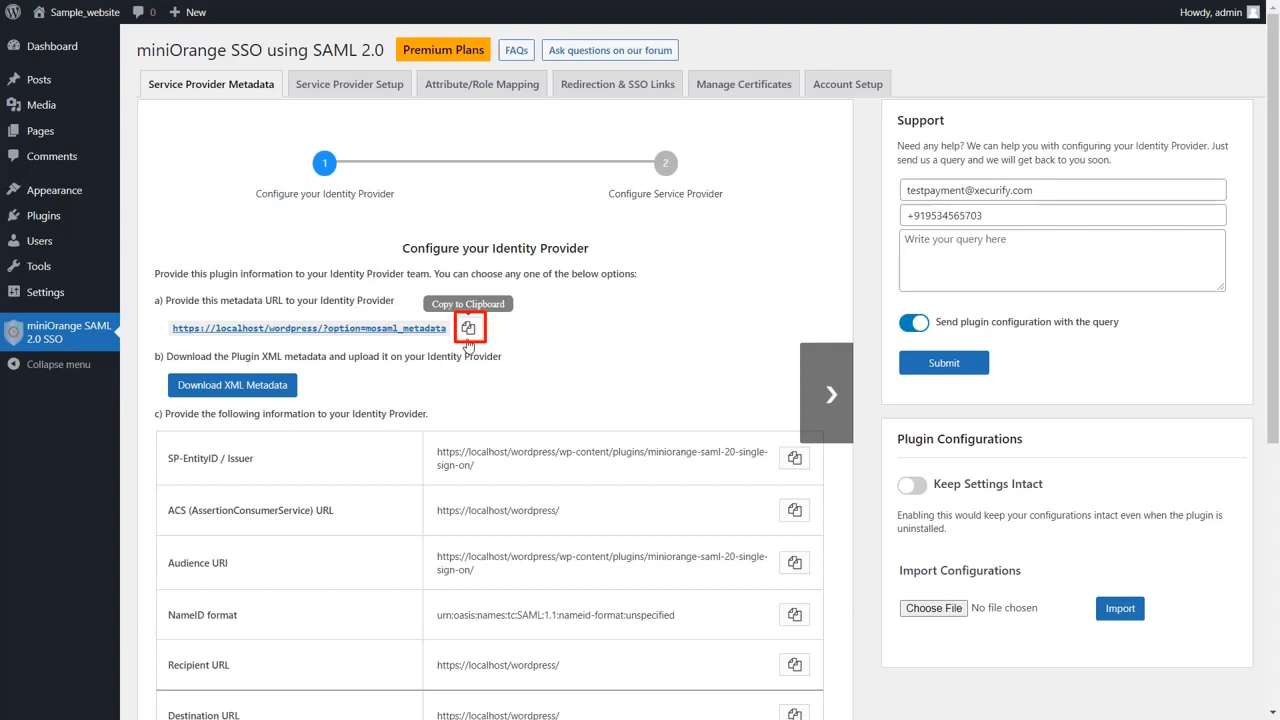 Sample_website
0
New
Howdy, admin
Dashboard
Posts
Media
Pages
Comments
Appearance
Plugins
Users
Tools
Settings
miniOrange SAML
2.0 SSO
Collapse menu
miniOrange SSO using SAML 2.0
Premium Plans
FAQs
Ask questions on our forum
Service Provider Metadata
Service Provider Setup
Attribute/Role Mapping
Redirection & SSO Links
Manage Certificates
Account Setup
1
2
Configure your Identity Provider
Configure Service Provider
Configure your Identity Provider
Provide this plugin information to your Identity Provider team. You can choose any one of the below options:
a) Provide this metadata URL to your Identity Provider
Copy to Clipboard
https://localhost/wordpress/?option=mosaml_metadata
b) Download the Plugin XML metadata and upload it on your Identity Provider
Download XML Metadata
c) Provide the following information to your Identity Provider.
SP-EntityID / Issuer
https://localhost/wordpress/wp-content/plugins/miniorange-saml-20-single-
sign-on/
ACS (AssertionConsumerService) URL
https://localhost/wordpress/
Audience URI
https://localhost/wordpress/wp-content/plugins/miniorange-saml-20-single-
sign-on/
NameID format
urn:oasis:names:tc:SAML:1.1:nameid-format:unspecified
Recipient URL
https://localhost/wordpress/
Destination URL
https://localhost/wordpress/
Support
Need any help? We can help you with configuring your Identity Provider. Just
send us a query and we will get back to you soon.
testpayment@xecurify.com
+919534565703
Write your query here
Send plugin configuration with the query
Submit
Plugin Configurations
Keep Settings Intact
Enabling this would keep your configurations intact even when the plugin is
uninstalled.
Import Configurations
Choose File No file chosen
Import